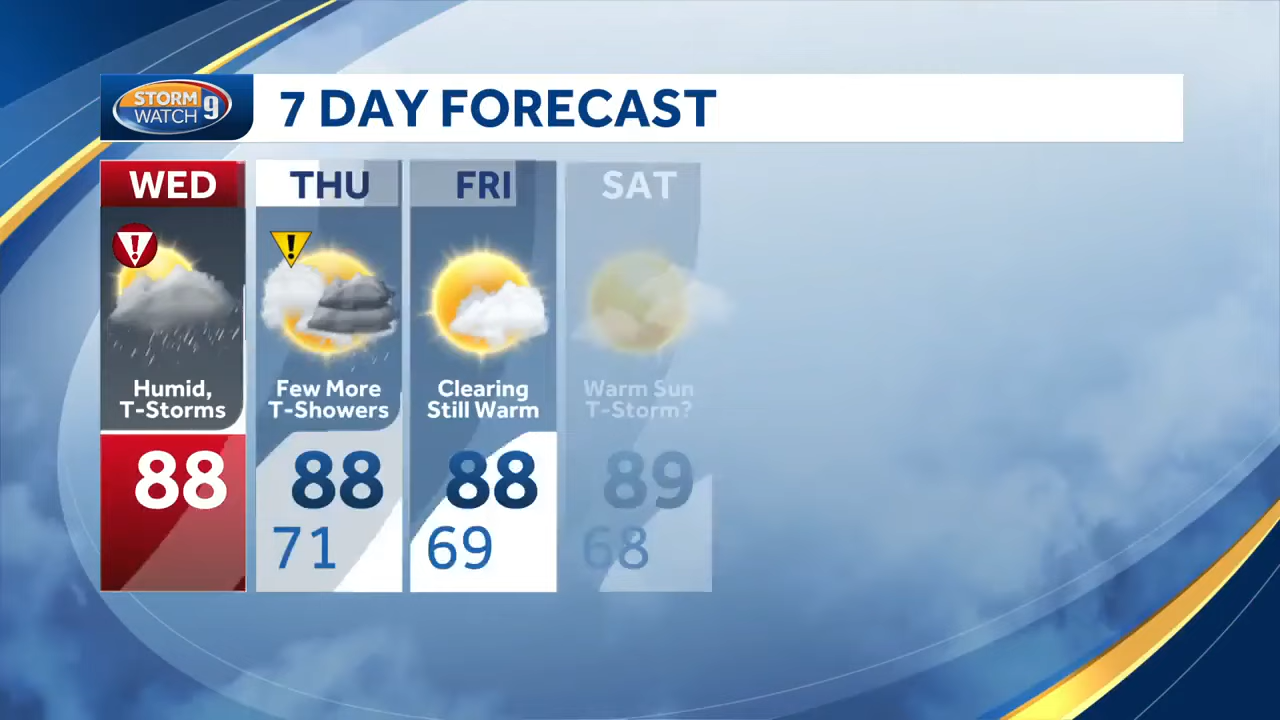 STORM
WATCH 9
7 DAY FORECAST
WED
THU
FRI
SAT
Humid,
T-Storms
Few More
T-Showers
Clearing
Still Warm
Warm Sun
T-Storm?
88
88
71
88
69
89
68